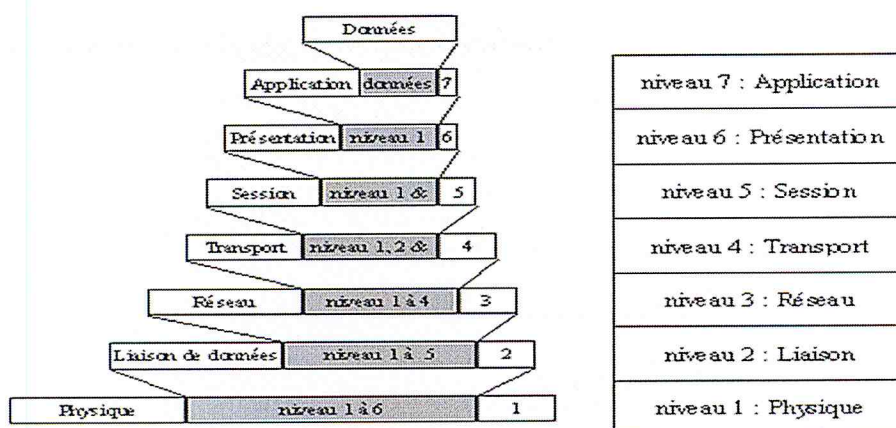 Données
Application données 7
Présentation niveau 1 6
Session niveau 1 & 5
Transport niveau 1, 2 & 4
Réseau niveau 1 à 4 3
Liaison de données niveau 1 à 5 2
Physique niveau 1 à 6 1
niveau 7 : Application
niveau 6 : Présentation
niveau 5 : Session
niveau 4 : Transport
niveau 3 : Réseau
niveau 2 : Liaison
niveau 1 : Physique